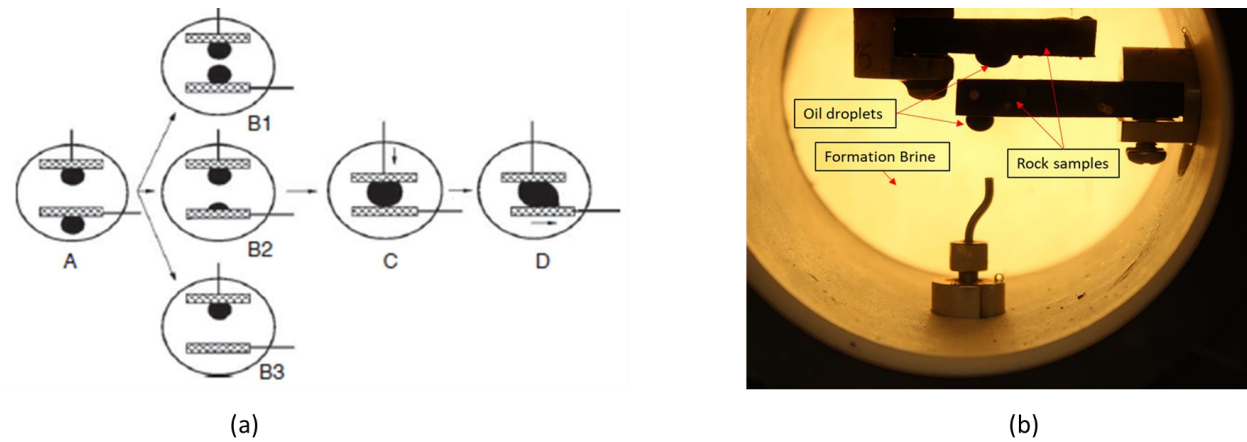 B1
A
B2
C
D
B3
Oil droplets
Formation Brine
Rock samples
(a)
(b)